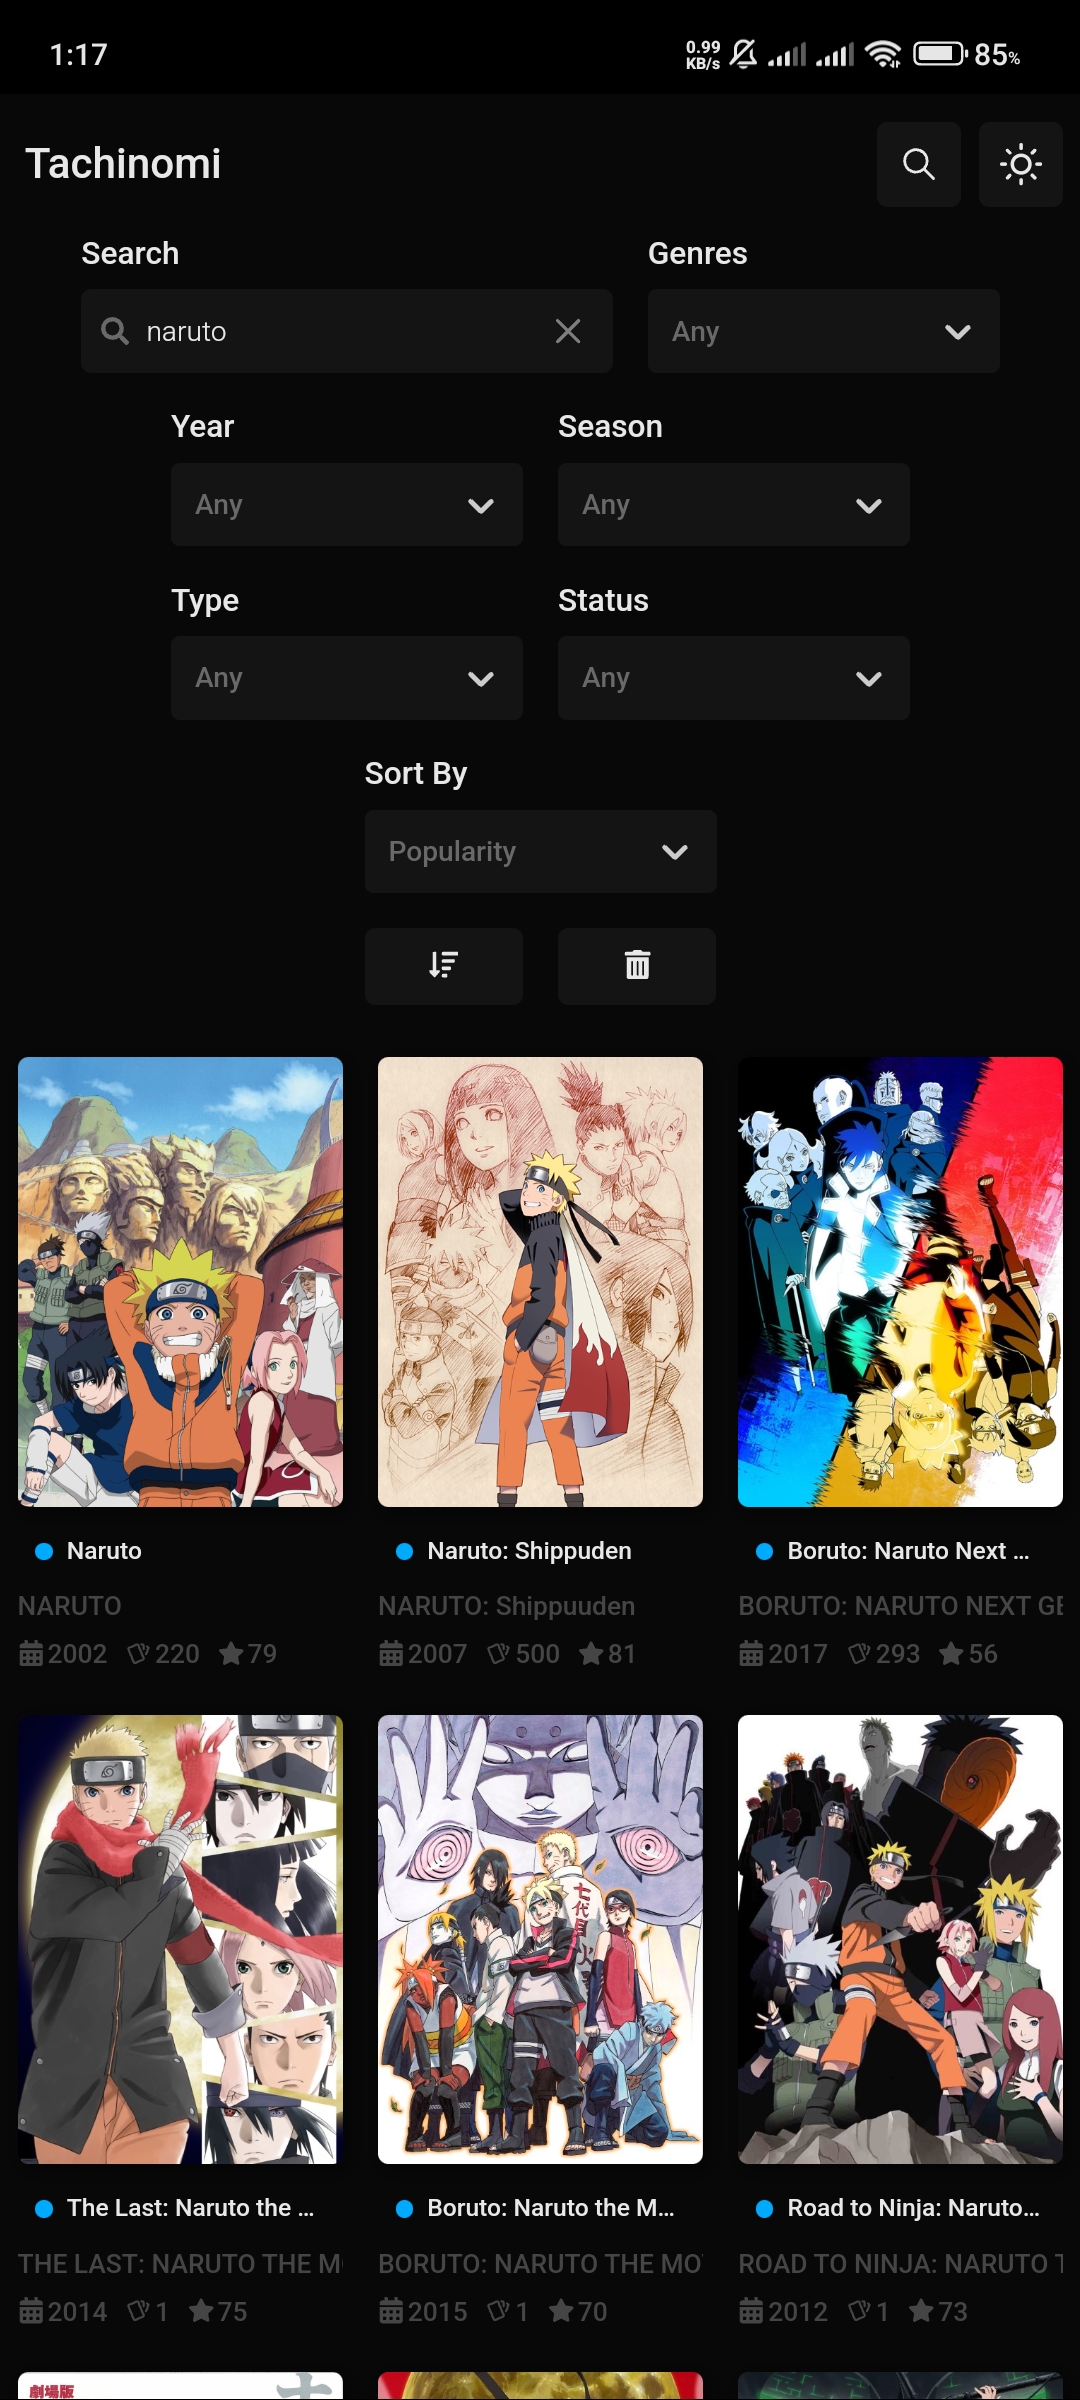 1:17
0.99
KB/s
85%
Tachinomi
Search
Genres
naruto
Any
Year
Season
Any
Any
Type
Status
Any
Any
Sort By
Popularity
Naruto
Naruto: Shippuden
Boruto: Naruto Next ...
NARUTO
NARUTO: Shippuuden
BORUTO: NARUTO NEXT GE
2002 220 79
2007 500 81
2017 293 56
七代目火
The Last: Naruto the ...
Boruto: Naruto the M...
Road to Ninja: Naruto...
THE LAST: NARUTO THE M
BORUTO: NARUTO THE MO
ROAD TO NINJA: NARUTO T
2014 1 75
2015 1 70
2012 1 73
劇場版